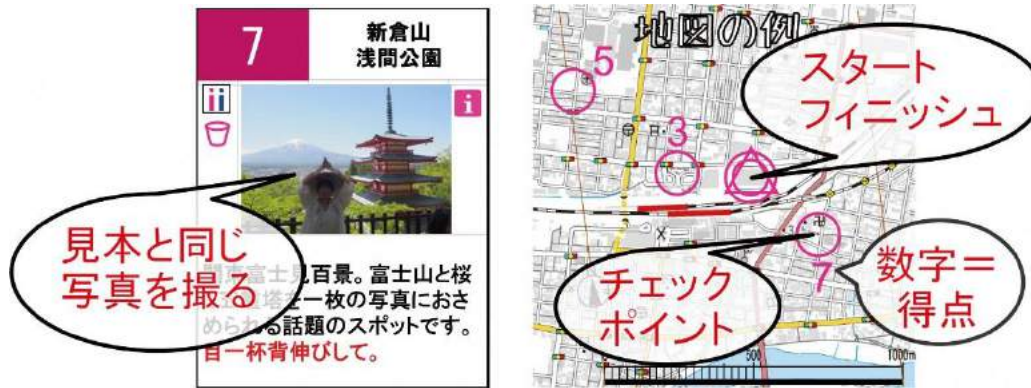 7
新倉山
浅間公園
i
見本と同じ
写真を撮る
関東富士見百景。富士山と桜
を一枚の写真におさ
められる話題のスポットです。
目一杯背伸びして。
地図の例
スタート
フィニッシュ
5
3
7
チェック
ポイント
数字=
得点
500
1000m